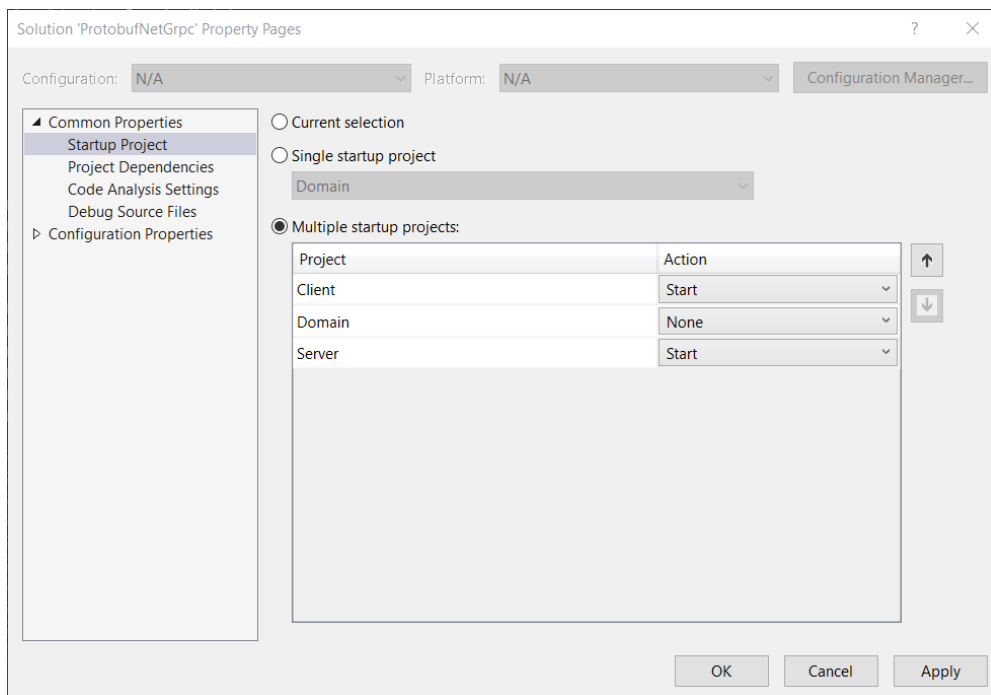 Solution 'ProtobufNetGrpc' Property Pages
Configuration: N/A Platform: N/A Configuration Manager...
Common Properties
Startup Project
Project Dependencies
Code Analysis Settings
Debug Source Files
Configuration Properties
Current selection
Single startup project
Domain
Multiple startup projects:
Project Action
Client Start
Domain None
Server Start
OK Cancel Apply